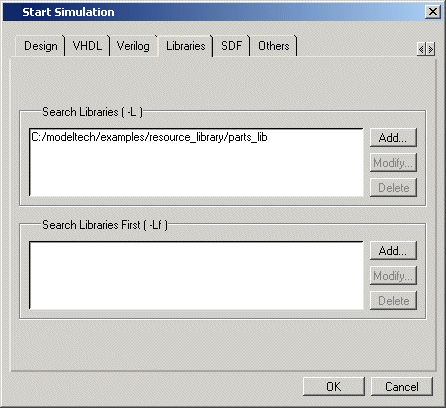 Start Simulation
Design VHDL Verilog Libraries SDF Others
Search Libraries ( -L )
C:/modeltech/examples/resource_library/parts_lib
Add...
Modify...
Delete
Search Libraries First ( -Lf )
Add...
Modify...
Delete
OK Cancel